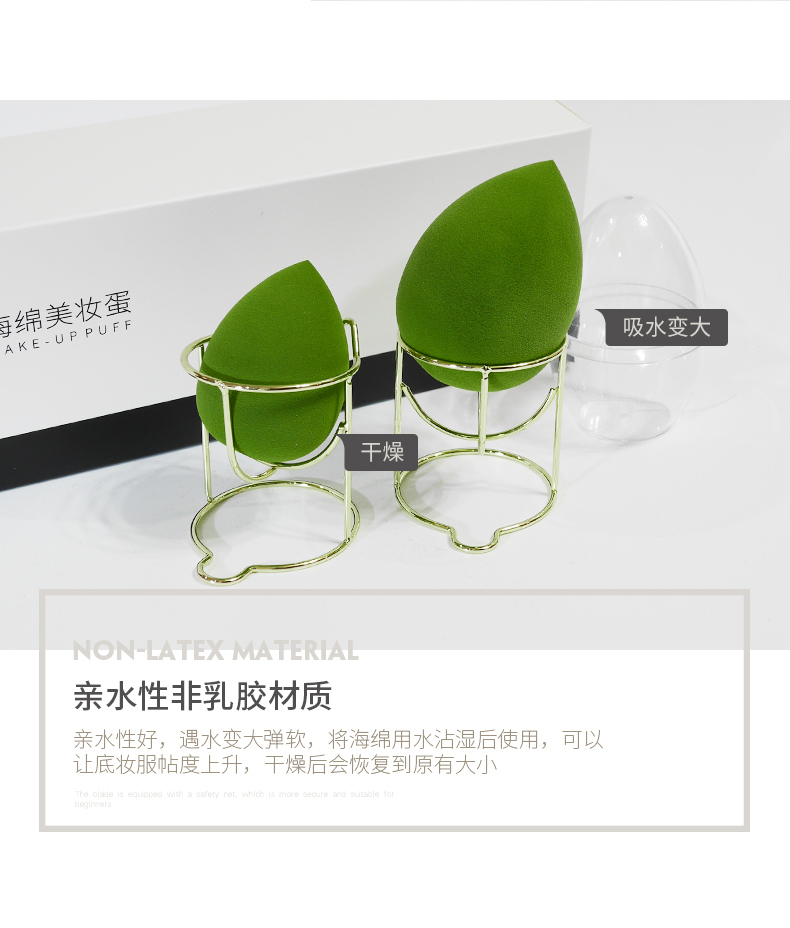 海绵美妆蛋
MAKE-UP PUFF
吸水变大
干燥
NON-LATEX MATERIAL
亲水性非乳胶材质
亲水性好，遇水变大弹软，将海绵用水沾湿后使用，可以
让底妆服帖度上升，干燥后会恢复到原有大小
The blade is equipped with a safety net, which is more secure and suitable for
beginners